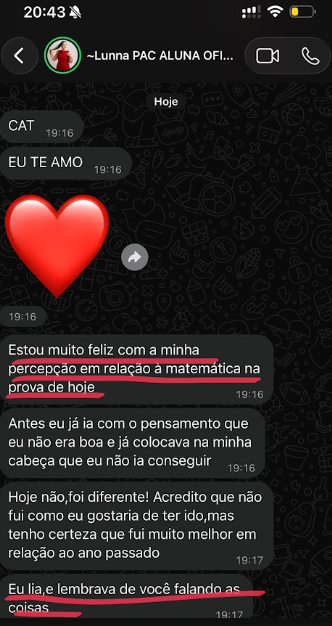 20:43
~Lunna PAC ALUNA OFI...
Hoje
CAT
19:16
EU TE AMO
19:16
19:16
Estou muito feliz com a minha
percepção em relação à matemática na
prova de hoje
19:16
Antes eu já ia com o pensamento que
eu não era boa e já colocava na minha
cabeça que eu não ia conseguir
19:16
Hoje não,foi diferente! Acredito que não
fui como eu gostaria de ter ido,mas
tenho certeza que fui muito melhor em
relação ao ano passado
19:17
Eu lia,e lembrava de você falando as
coisas
19:17